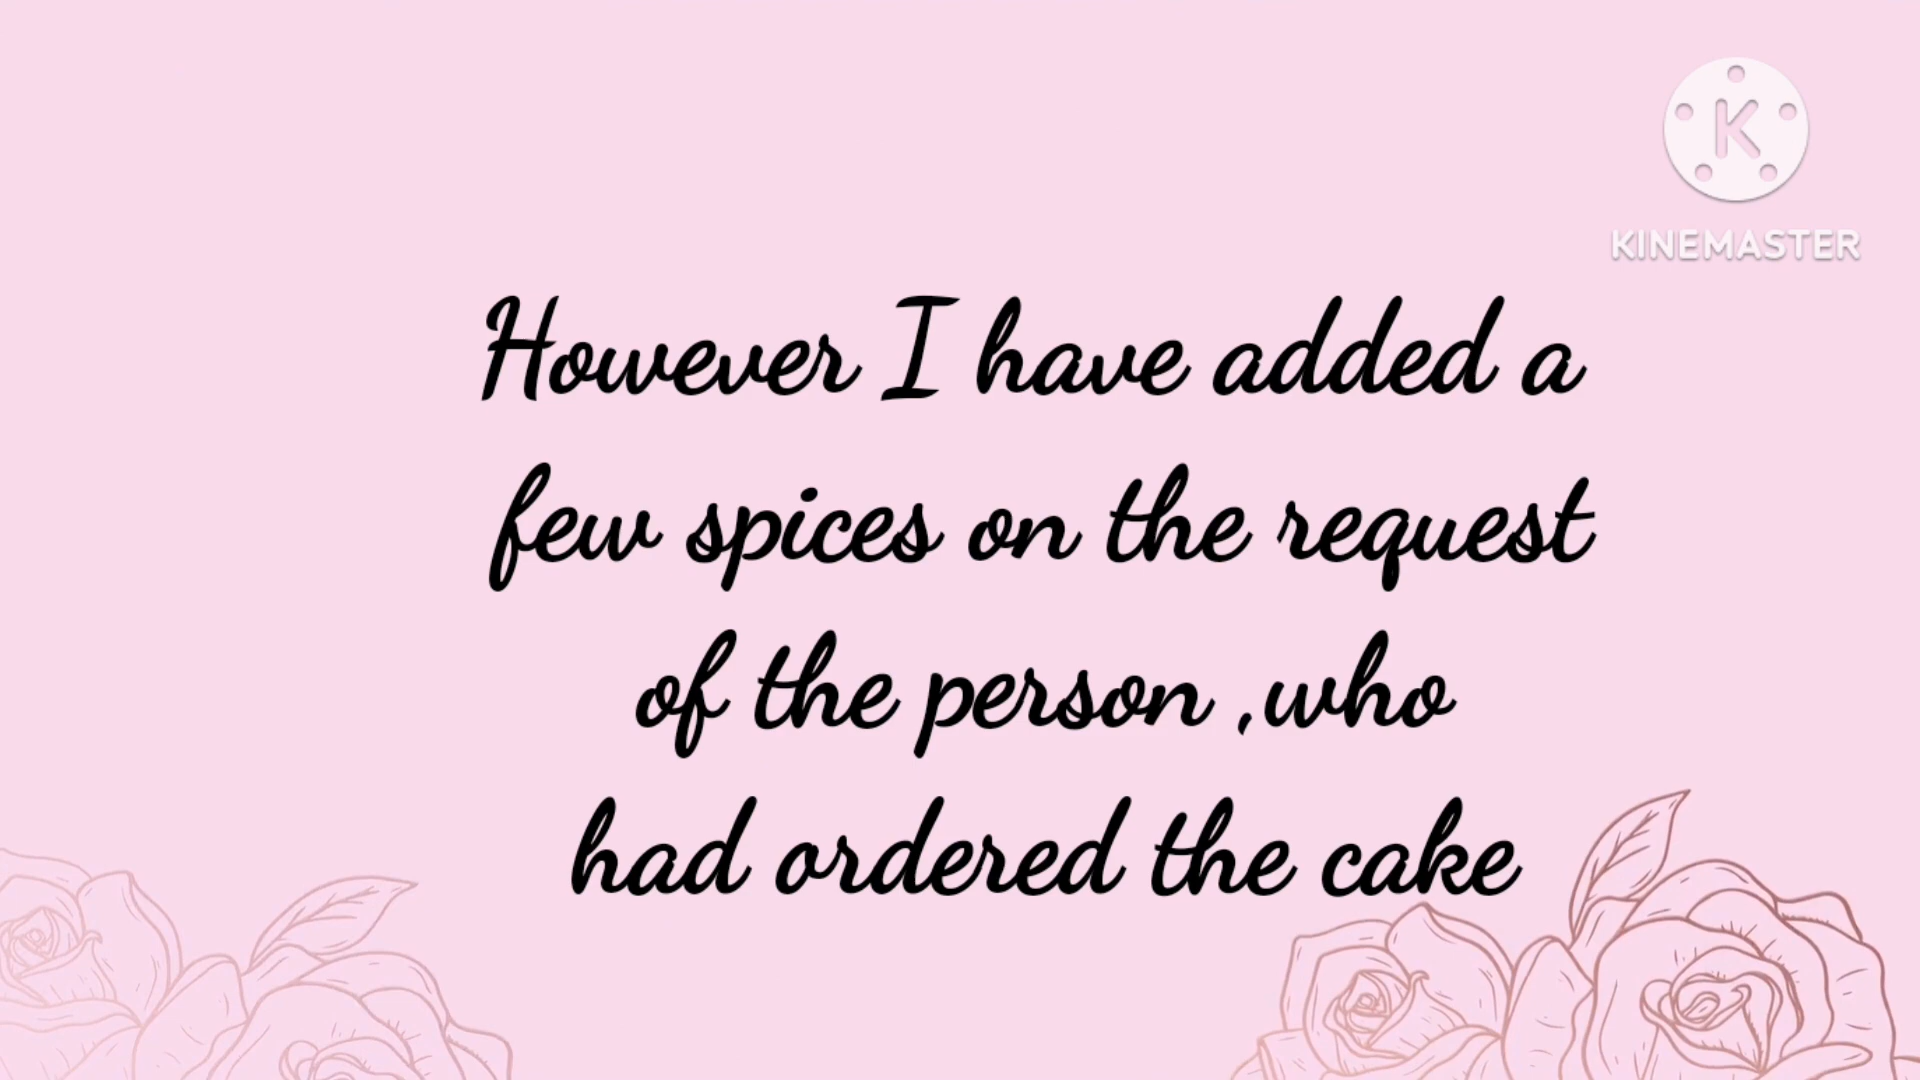 K
KINEMASTER
However I have added a
few spices on the request
of the person ,who
had ordered the cake